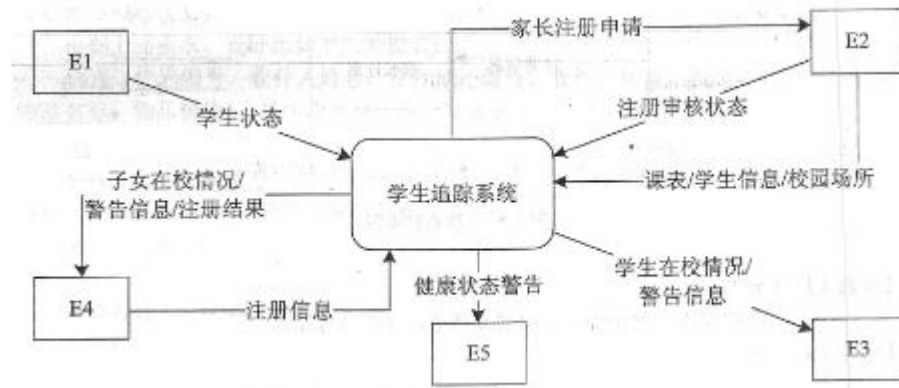 家长注册申请
E1
E2
学生状态
注册审核状态
子女在校情况/
警告信息/注册结果
学生追踪系统
课表/学生信息/校园场所
学生在校情况/
警告信息
健康状态警告
E4
注册信息
E5
E3